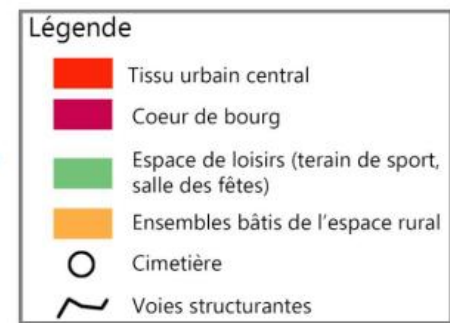 Légende
Tissu urbain central
Coeur de bourg
Espace de loisirs (terain de sport,
salle des fêtes)
Ensembles bâtis de l'espace rural
Cimetière
Voies structurantes